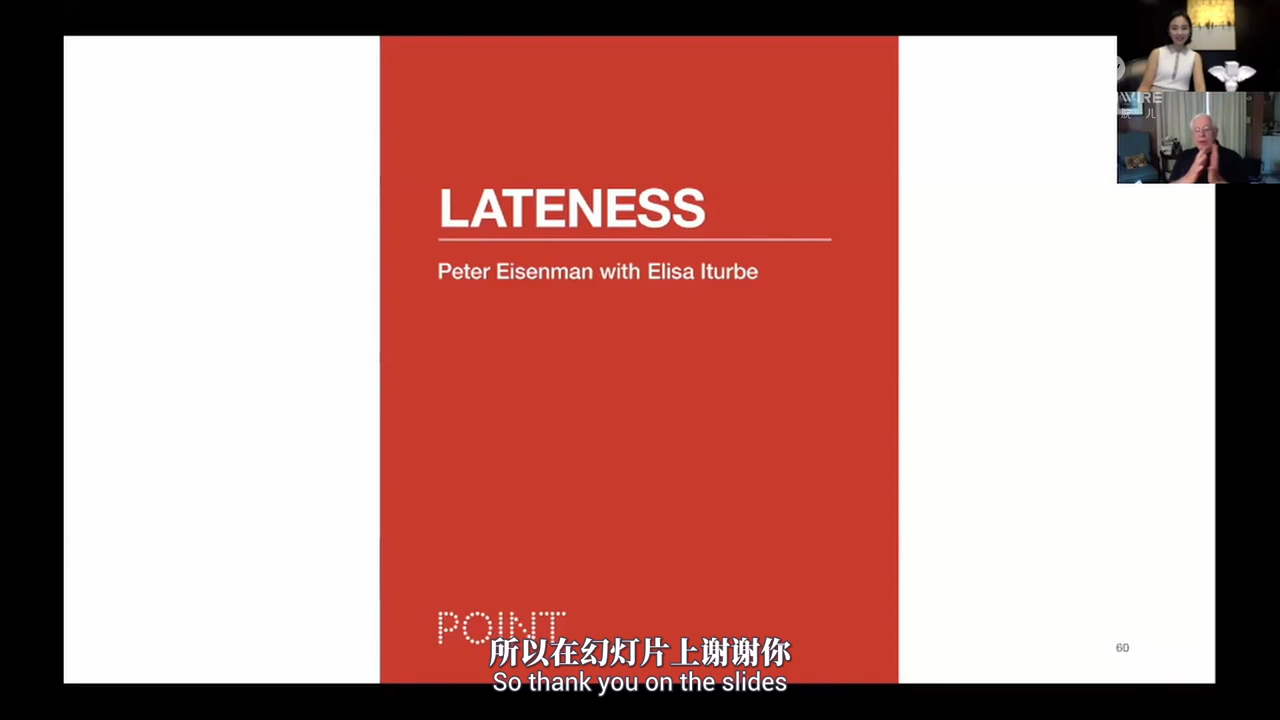 LATENESS
Peter Eisenman with Elisa Iturbe
POINT
60
所以在幻灯片上谢谢你
So thank you on the slides